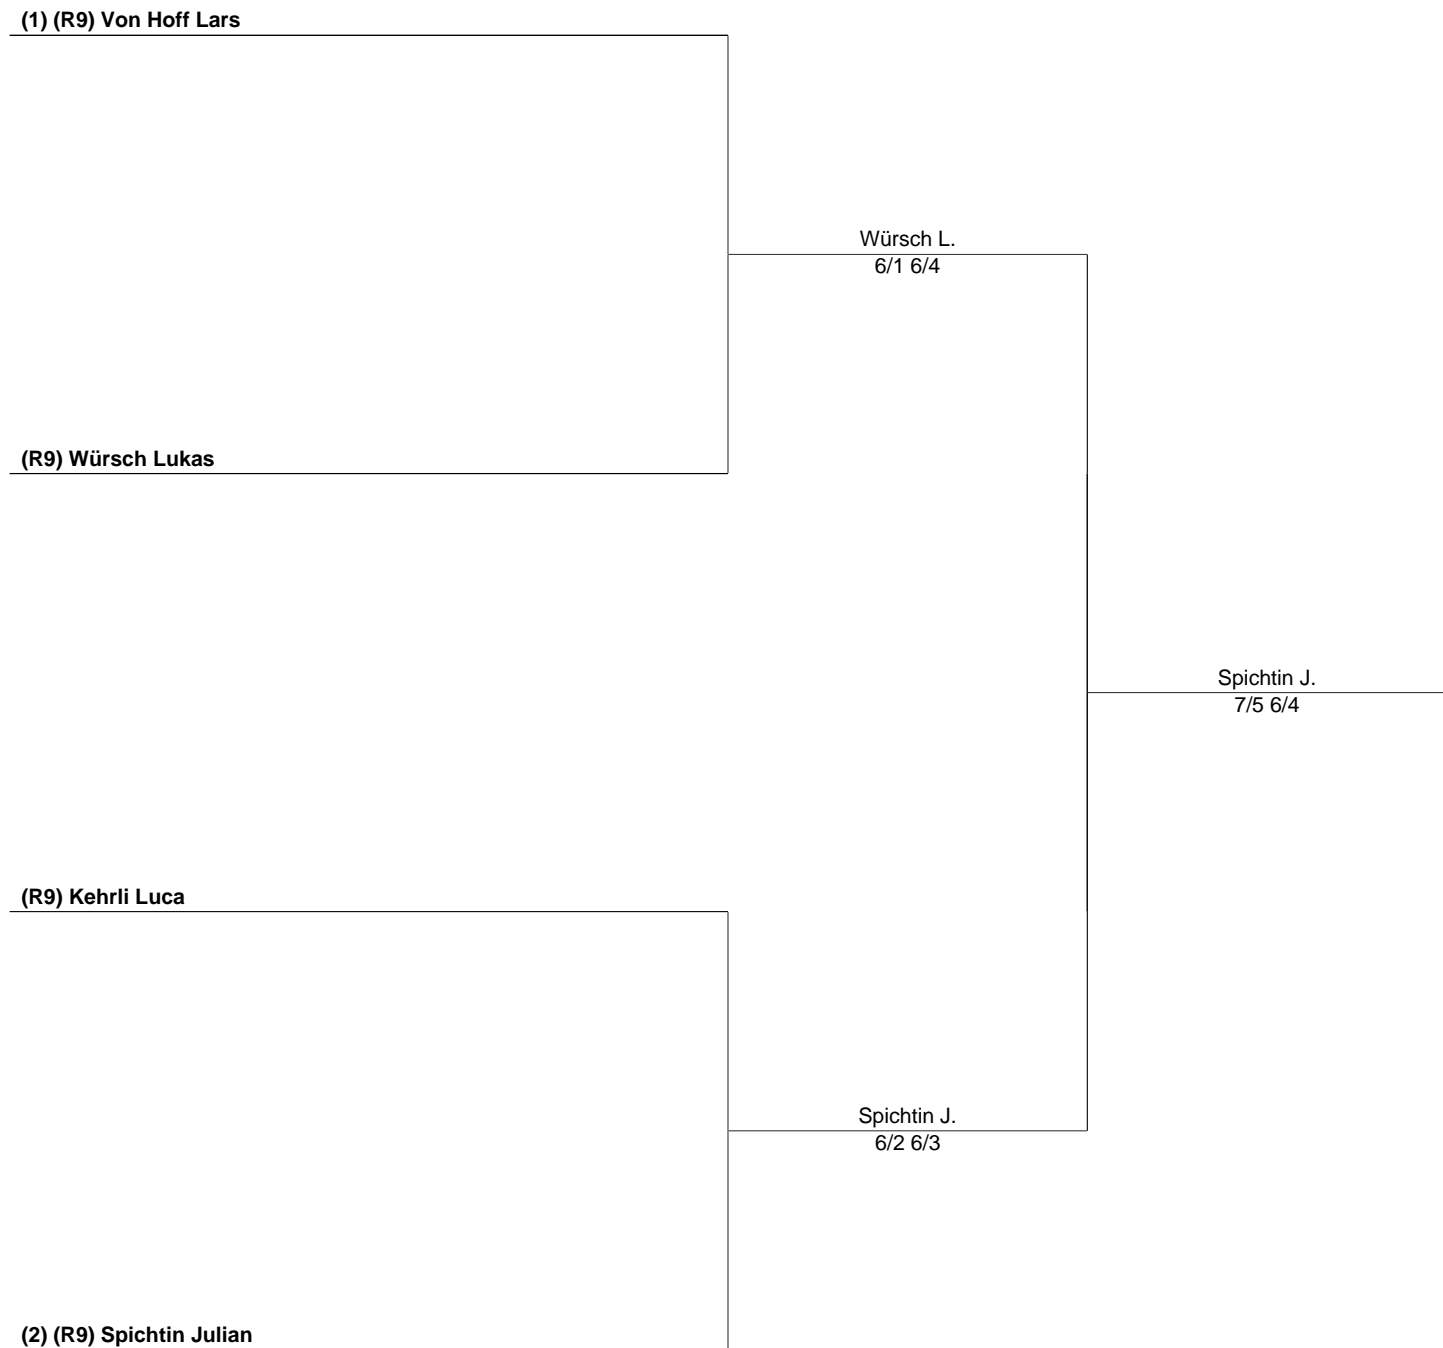 (1) (R9) Von Hoff Lars
Würsch L.
6/1 6/4
(R9) Würsch Lukas
Spichtin J.
7/5 6/4
(R9) Kehrli Luca
Spichtin J.
6/2 6/3
(2) (R9) Spichtin Julian